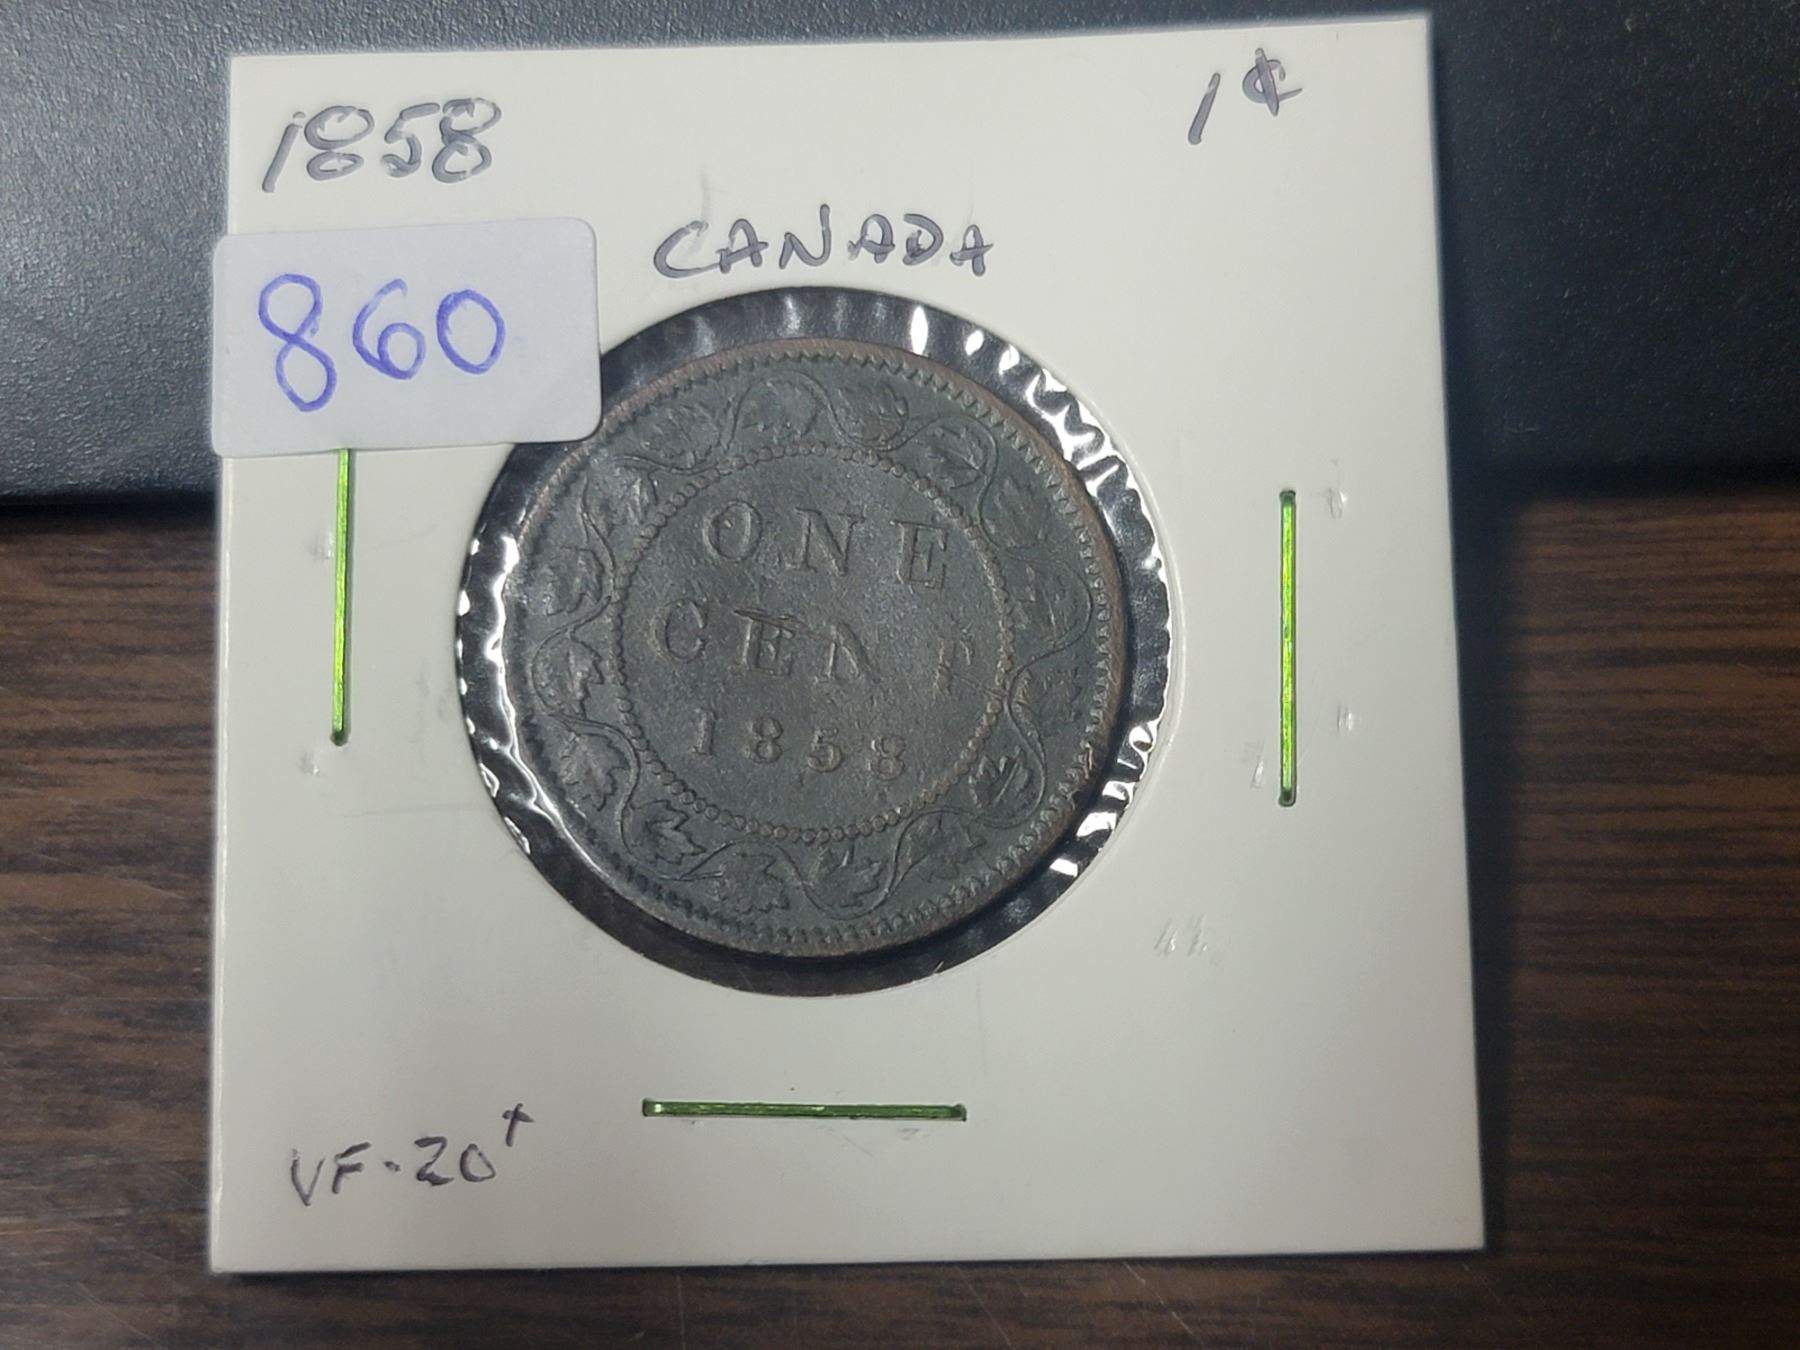 1858
1¢
CANADA
860
ONE
CENT
1858
VF-20+